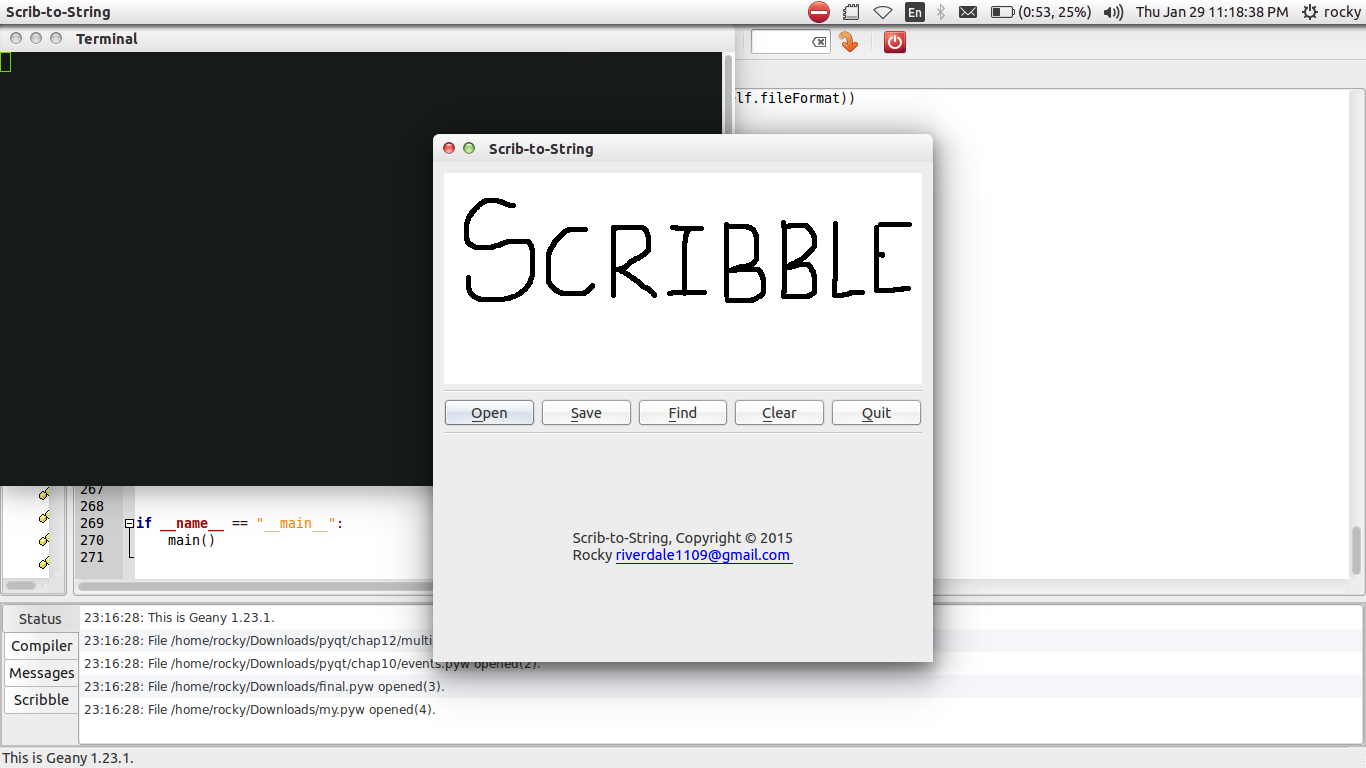 Scrib-to-String
En
(0:53, 25%)
Thu Jan 29 11:18:38 PM
rocky
Terminal
lf.fileFormat))
Scrib-to-String
SCRIBBLE
Open
Save
Find
Clear
Quit
Scrib-to-String, Copyright © 2015
Rocky riverdale1109@gmail.com
267
268
269 if __name__ == "__main__":
270 main()
271
Status
Compiler
Messages
Scribble
23:16:28: This is Geany 1.23.1.
23:16:28: File /home/rocky/Downloads/pyqt/chap12/multi
23:16:28: File /home/rocky/Downloads/pyqt/chap10/events.pyw opened(2).
23:16:28: File /home/rocky/Downloads/final.pyw opened(3).
23:16:28: File /home/rocky/Downloads/my.pyw opened(4).
This is Geany 1.23.1.